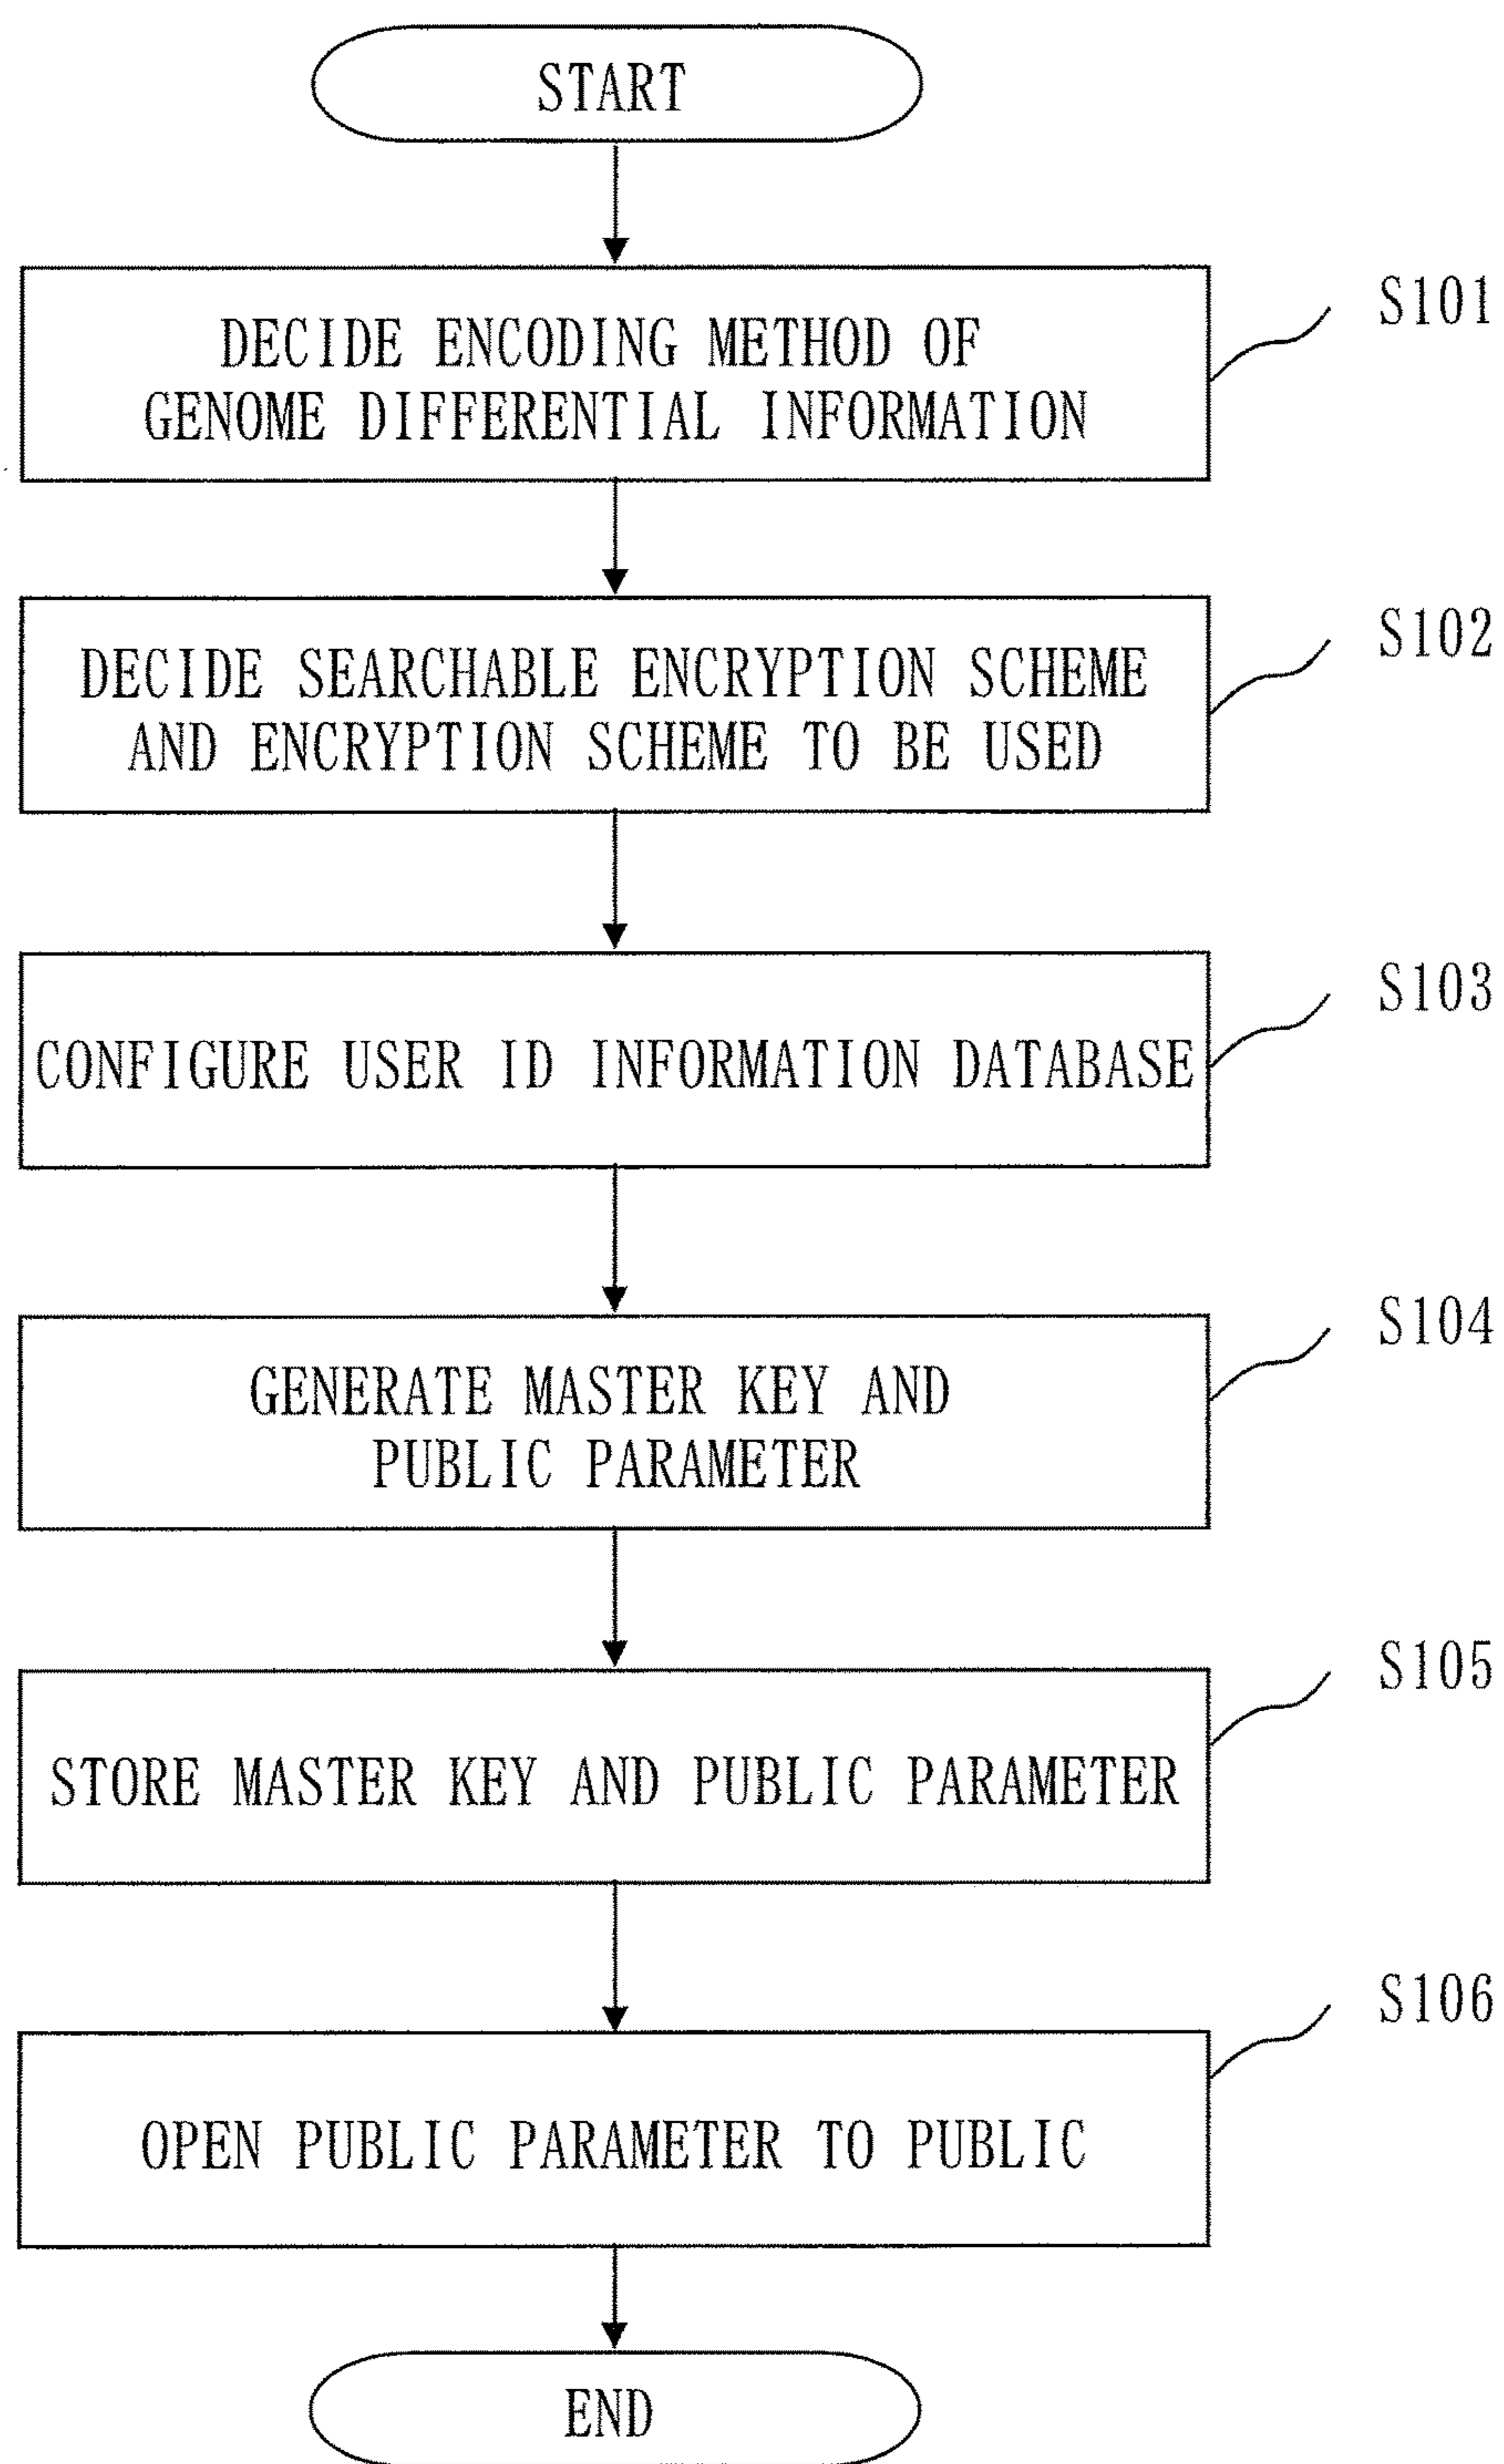 START
DECIDE ENCODING METHOD OF
GENOME DIFFERENTIAL INFORMATION
S101
DECIDE SEARCHABLE ENCRYPTION SCHEME
AND ENCRYPTION SCHEME TO BE USED
S102
CONFIGURE USER ID INFORMATION DATABASE
S103
GENERATE MASTER KEY AND
PUBLIC PARAMETER
S104
STORE MASTER KEY AND PUBLIC PARAMETER
S105
OPEN PUBLIC PARAMETER TO PUBLIC
S106
END